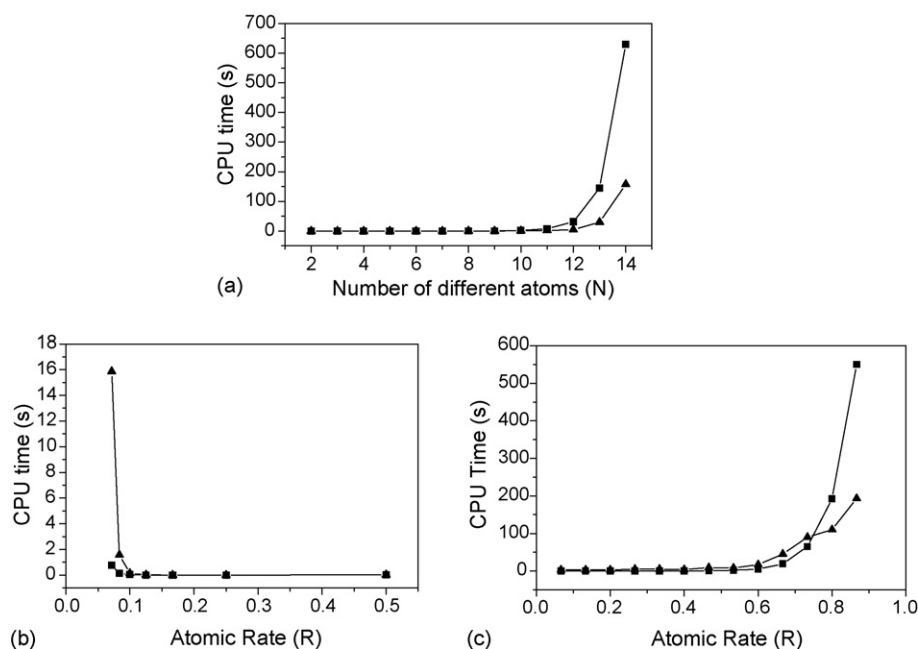 700
600
500
400
300
200
100
0
CPU time (s)
2 4 6 8 10 12 14
(a)
Number of different atoms (N)
18
16
14
12
10
8
6
4
2
0
CPU time (s)
0.0 0.1 0.2 0.3 0.4 0.5
(b)
Atomic Rate (R)
600
500
400
300
200
100
0
CPU Time (s)
0.0 0.2 0.4 0.6 0.8 1.0
(c)
Atomic Rate (R)